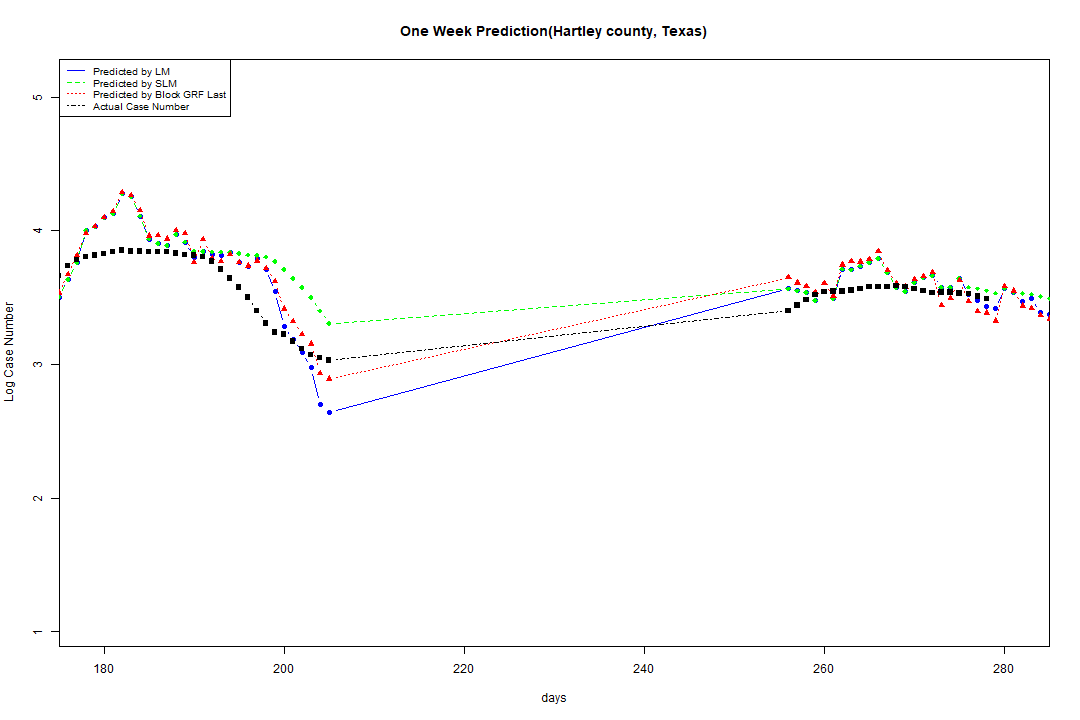 One Week Prediction(Hartley county, Texas)
Predicted by LM
Predicted by SLM
Predicted by Block GRF Last
Actual Case Number
5
4
3
2
1
Log Case Number
180 200 220 240 260 280
days